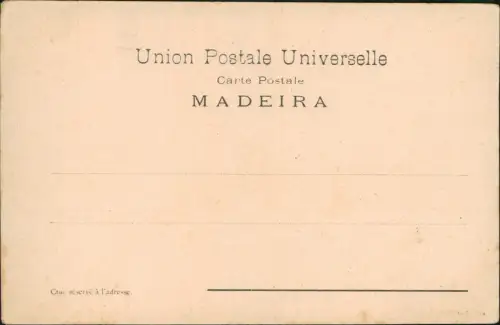 Union Postale Universelle
Carte Postale
MADEIRA
Côté réservé à l'adresse